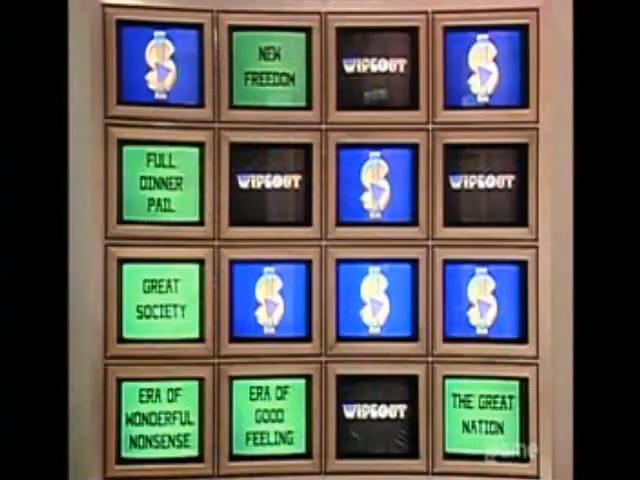 NEW
FREEDOM
WIPEOUT
FULL
DINNER
PAIL
WIPEOUT
WIPEOUT
GREAT
SOCIETY
ERA OF
WONDERFUL
NONSENSE
ERA OF
GOOD
FEELING
WIPEOUT
THE GREAT
NATION